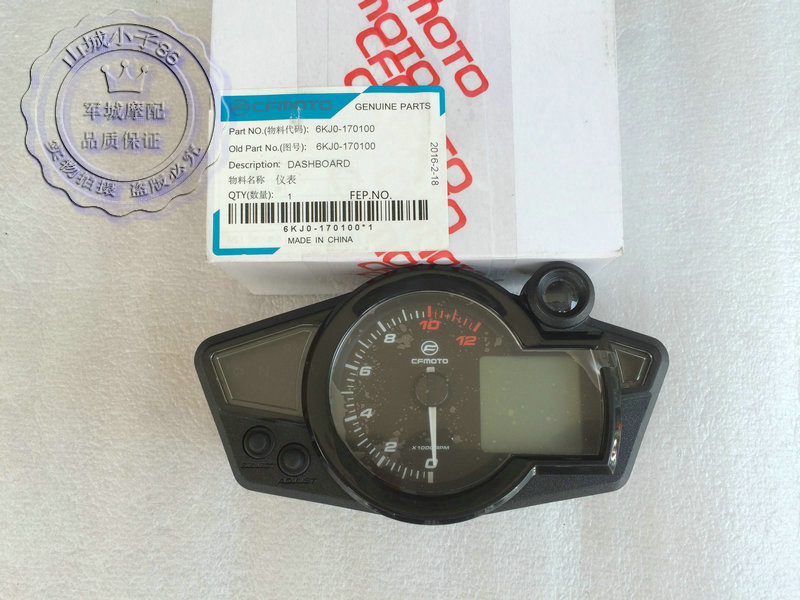 山城小子86
军城摩配
品质保证
实物拍摄 盗版必究
CFMOTO
CFMOTO
CFMOTO GENUINE PARTS
Part NO.(物料代码): 6KJ0-170100
Old Part No.(图号): 6KJ0-170100
Description: DASHBOARD
物料名称 仪表
QTY(数量): 1 FEP.NO.
6KJ0-170100*1
MADE IN CHINA
2016-2-18
8 10 12
CFMOTO
6
4
2
0
X1000RPM
SELECT
ADJUST